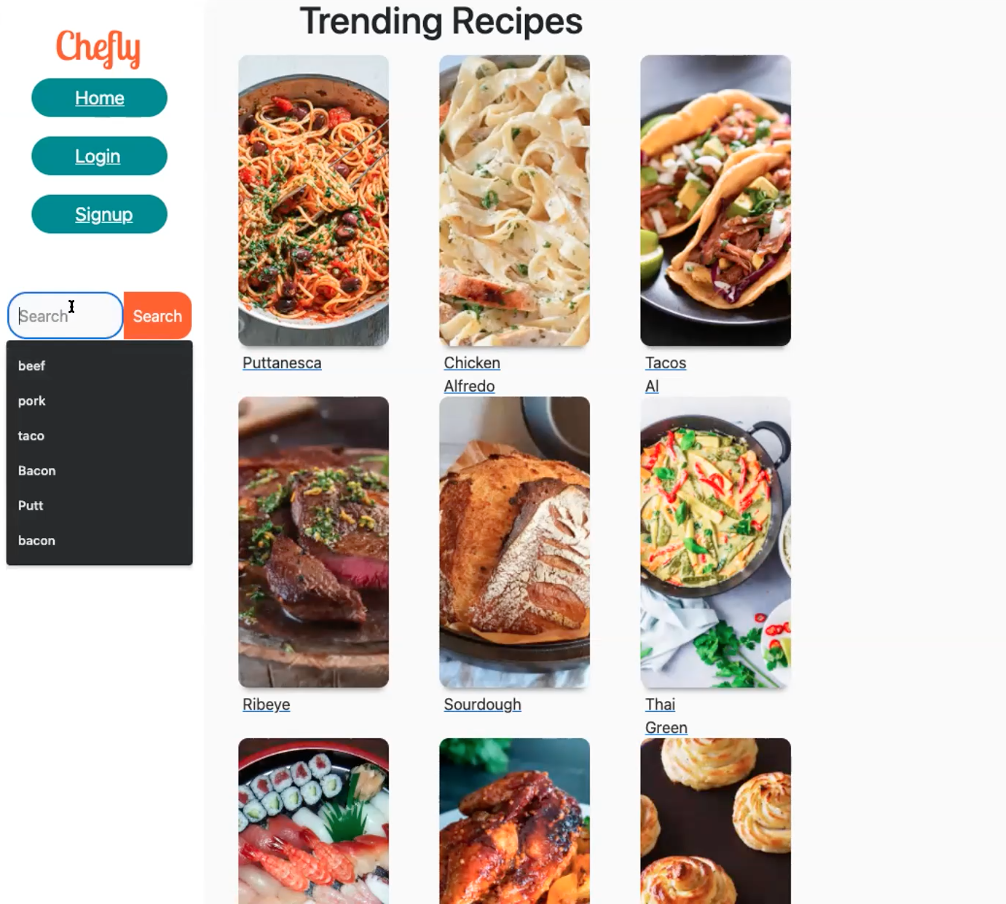 Chefly
Home
Login
Signup
Search
Search
beef
pork
taco
Bacon
Putt
bacon
Trending Recipes
Puttanesca
Chicken
Alfredo
Tacos
Al
Ribeye
Sourdough
Thai
Green